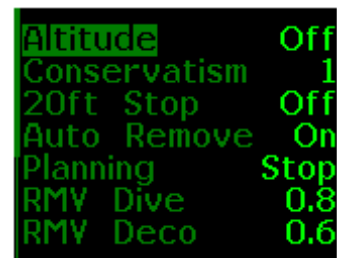 Altitude Off
Conservatism 1
20ft Stop Off
Auto Remove On
Planning Stop
RMV Dive 0.8
RMV Deco 0.6